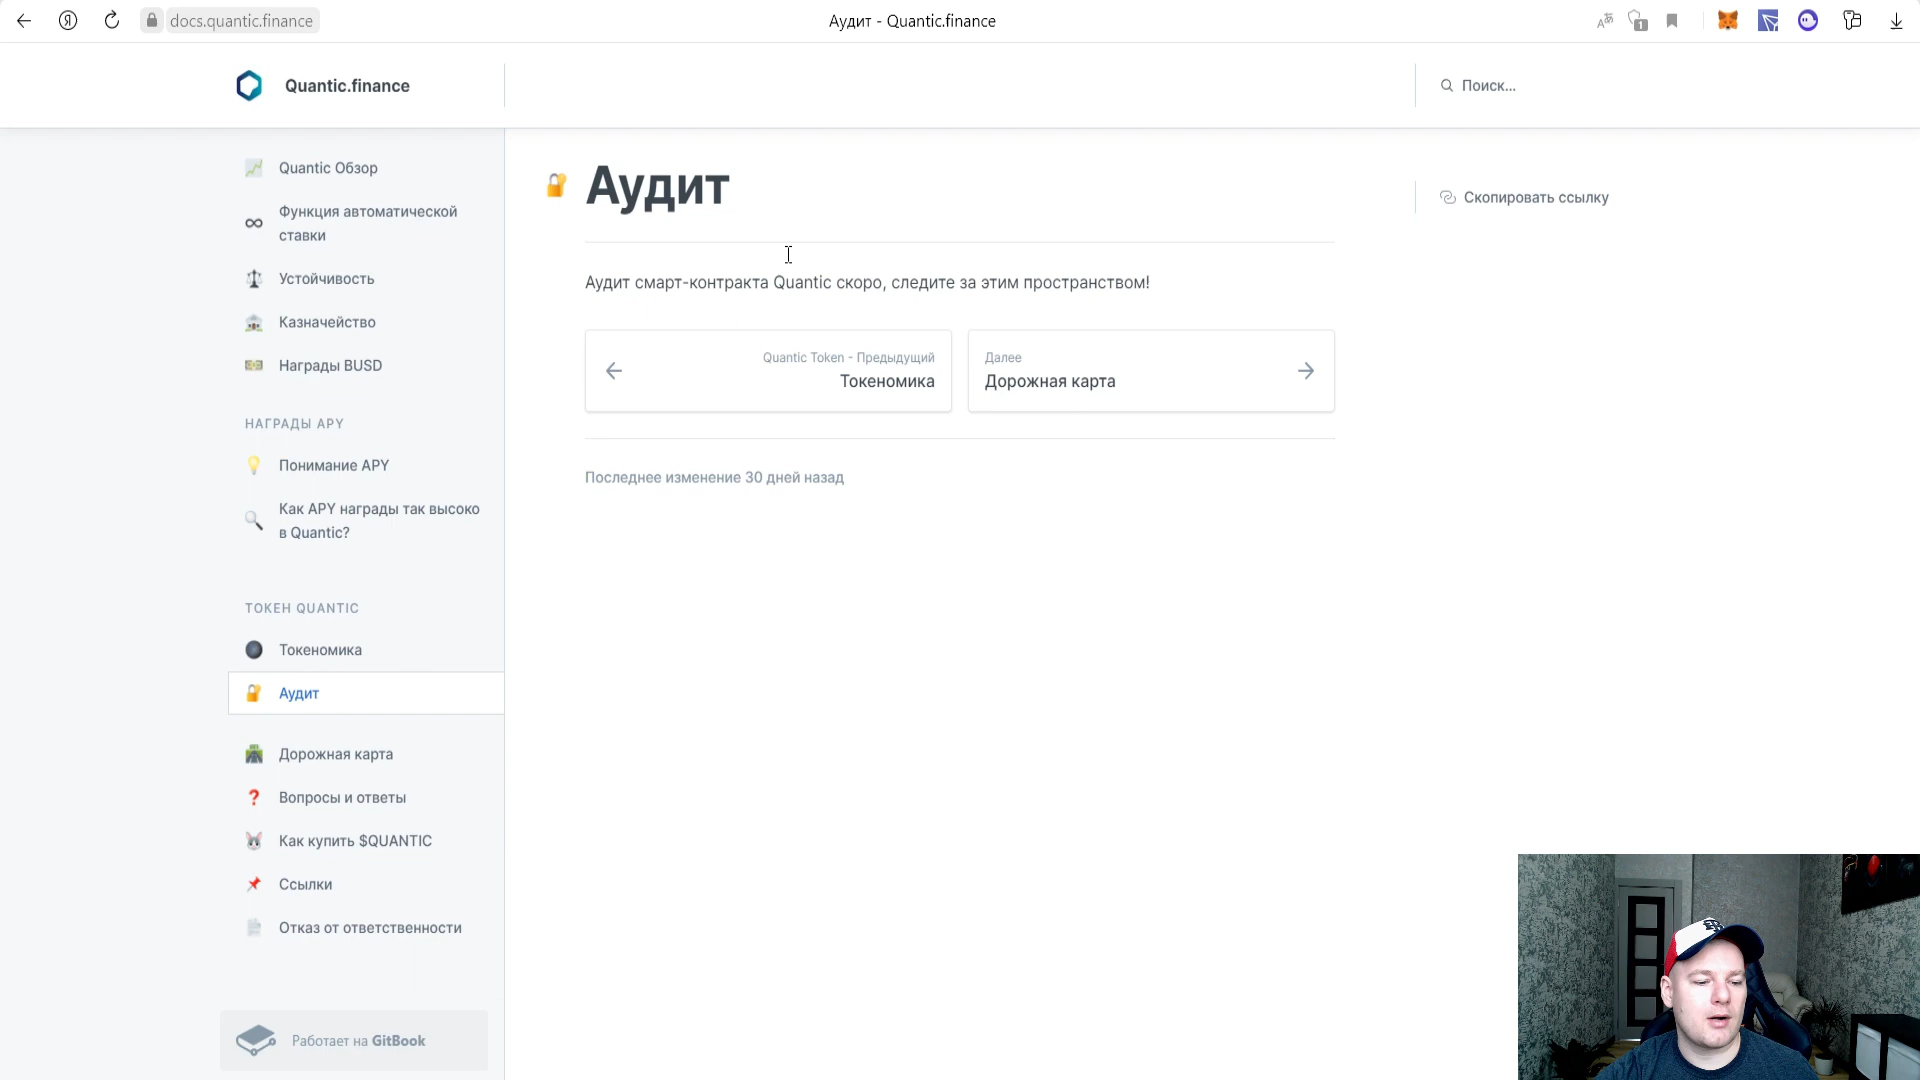 docs.quantic.finance
Аудит - Quantic.finance
1
Quantic.finance
Поиск...
Quantic Обзор
Функция автоматической
ставки
Устойчивость
Казначейство
Награды BUSD
НАГРАДЫ APY
Понимание APY
Как APY награды так высоко
в Quantic?
ТОКЕН QUANTIC
Токеномика
Аудит
Дорожная карта
Вопросы и ответы
Как купить $QUANTIC
Ссылки
Отказ от ответственности
Работает на GitBook
Аудит
Аудит смарт-контракта Quantic скоро, следите за этим пространством!
Quantic Token - Предыдущий
Токеномика
Далее
Дорожная карта
Последнее изменение 30 дней назад
Скопировать ссылку